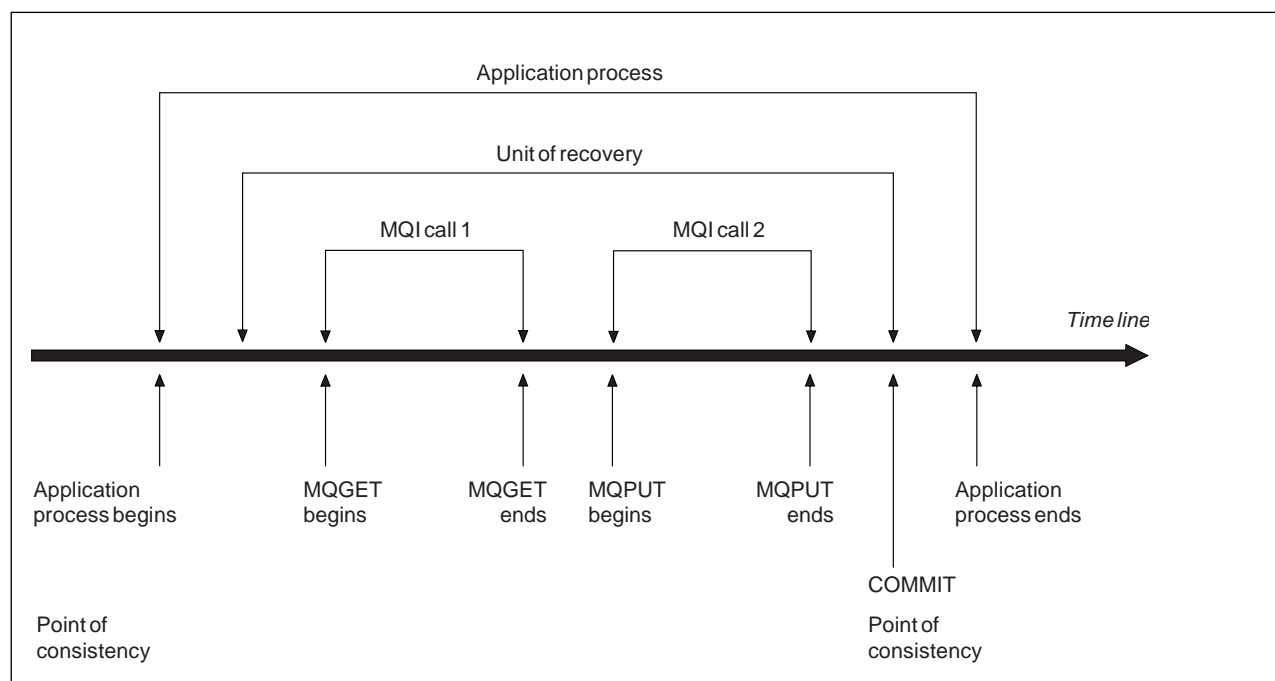 Application process
Unit of recovery
MQI call 1
MQI call 2
Time line
Application
process begins
MQGET
begins
MQGET
ends
MQPUT
begins
MQPUT
ends
Application
process ends
COMMIT
Point of
consistency
Point of
consistency